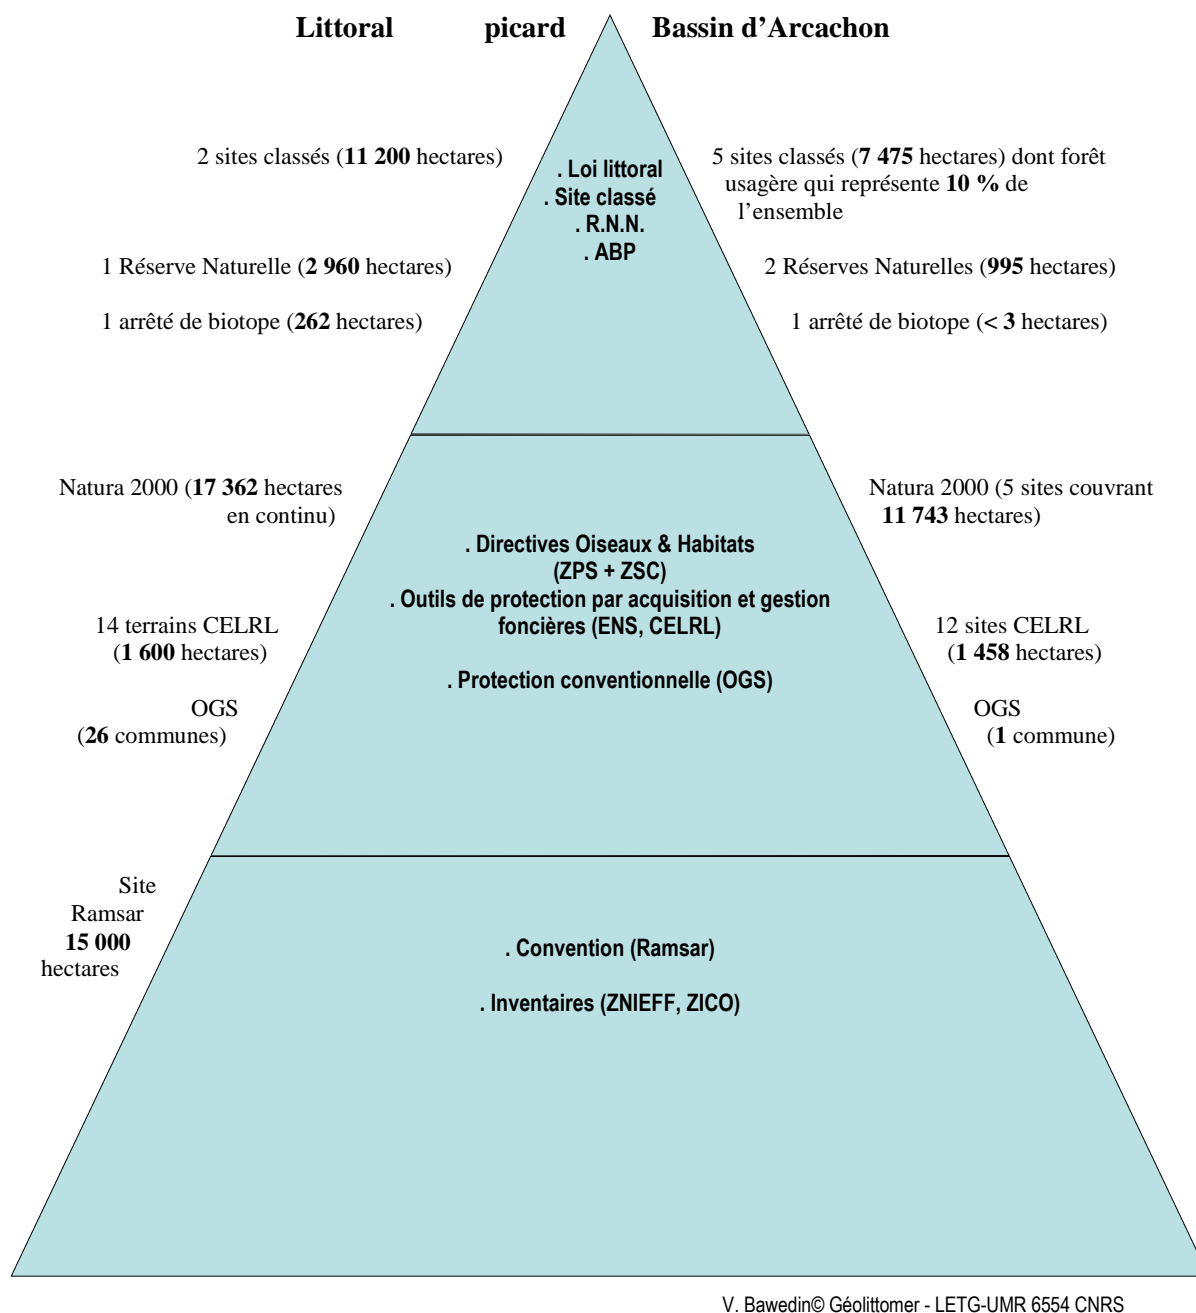 Littoral picard Bassin d'Arcachon
2 sites classés (11 200 hectares)
. Loi littoral
. Site classé
. R.N.N.
. ABP
5 sites classés (7 475 hectares) dont forêt
usagère qui représente 10 % de
l'ensemble
1 Réserve Naturelle (2 960 hectares)
2 Réserves Naturelles (995 hectares)
1 arrêté de biotope (262 hectares)
1 arrêté de biotope (< 3 hectares)
Natura 2000 (17 362 hectares
en continu)
Natura 2000 (5 sites couvrant
11 743 hectares)
. Directives Oiseaux & Habitats
(ZPS + ZSC)
. Outils de protection par acquisition et gestion
foncières (ENS, CELRL)
. Protection conventionnelle (OGS)
14 terrains CELRL
(1 600 hectares)
12 sites CELRL
(1 458 hectares)
OGS
(26 communes)
OGS
(1 commune)
Site
Ramsar
15 000
hectares
. Convention (Ramsar)
. Inventaires (ZNIEFF, ZICO)
V. Bawedin© Géolittomer - LETG-UMR 6554 CNRS